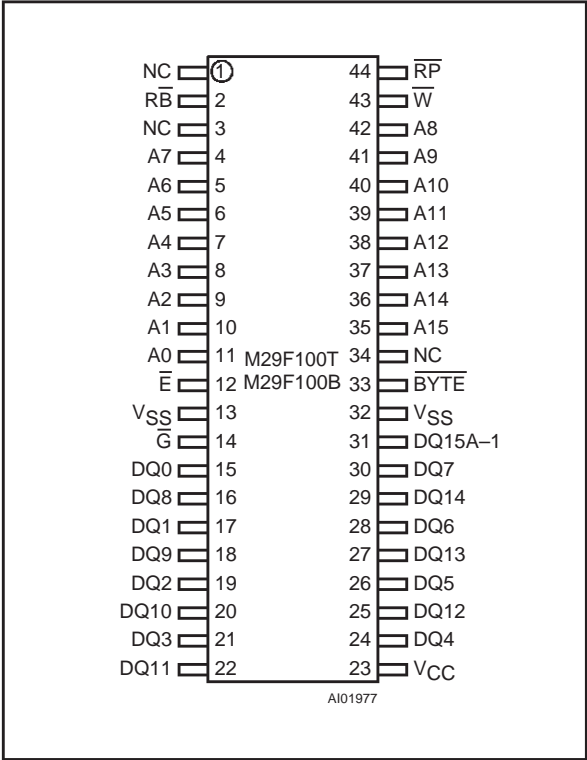 NC 1 44 R̅P̅
RB̅ 2 43 W̅
NC 3 42 A8
A7 4 41 A9
A6 5 40 A10
A5 6 39 A11
A4 7 38 A12
A3 8 37 A13
A2 9 36 A14
A1 10 35 A15
A0 11 M29F100T 34 NC
E̅ 12 M29F100B 33 B̅Y̅T̅E̅
VSS 13 32 VSS
G̅ 14 31 DQ15A–1
DQ0 15 30 DQ7
DQ8 16 29 DQ14
DQ1 17 28 DQ6
DQ9 18 27 DQ13
DQ2 19 26 DQ5
DQ10 20 25 DQ12
DQ3 21 24 DQ4
DQ11 22 23 VCC
AI01977